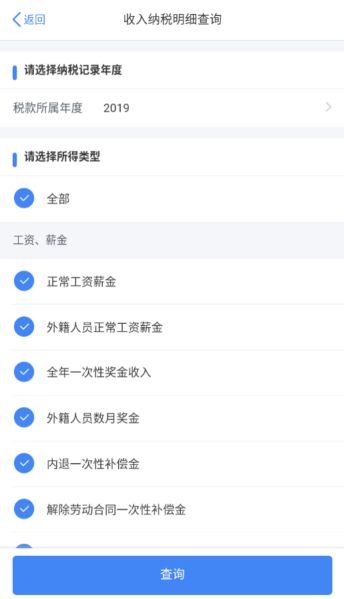 返回
收入纳税明细查询
请选择纳税记录年度
税款所属年度 2019
请选择所得类型
全部
工资、薪金
正常工资薪金
外籍人员正常工资薪金
全年一次性奖金收入
外籍人员数月奖金
内退一次性补偿金
解除劳动合同一次性补偿金
查询